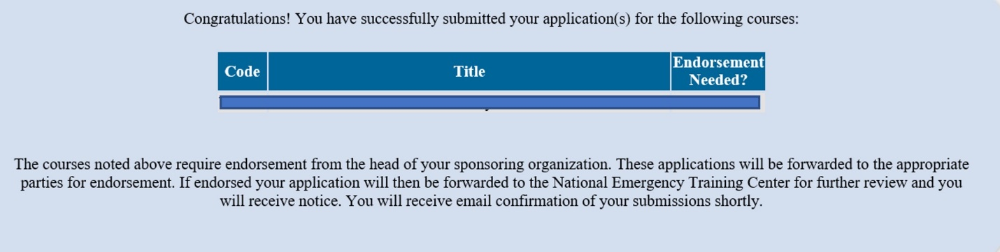 Congratulations! You have successfully submitted your application(s) for the following courses:
Code Title Endorsement Needed?
The courses noted above require endorsement from the head of your sponsoring organization. These applications will be forwarded to the appropriate
parties for endorsement. If endorsed your application will then be forwarded to the National Emergency Training Center for further review and you
will receive notice. You will receive email confirmation of your submissions shortly.